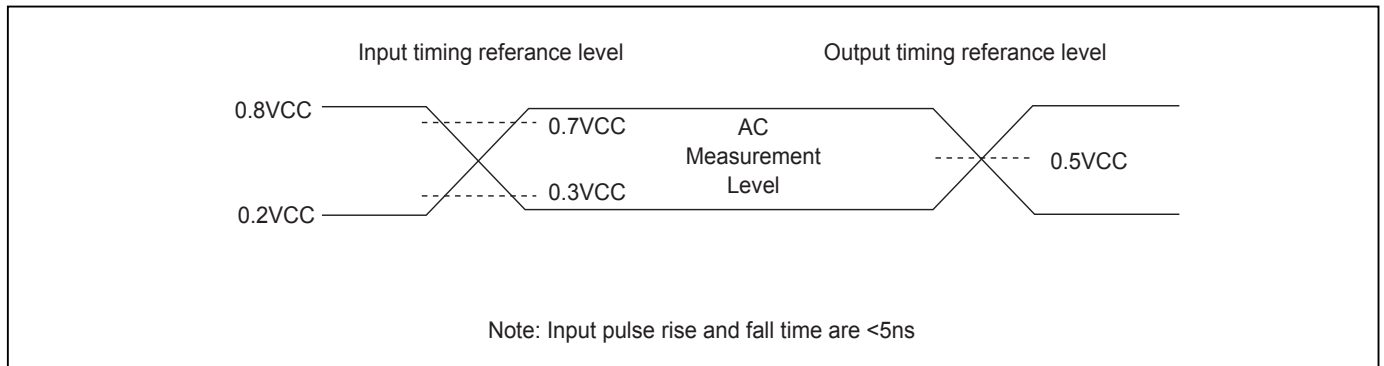 Input timing referance level
Output timing referance level
0.8VCC
0.7VCC
AC
Measurement
Level
0.5VCC
0.3VCC
0.2VCC
Note: Input pulse rise and fall time are <5ns